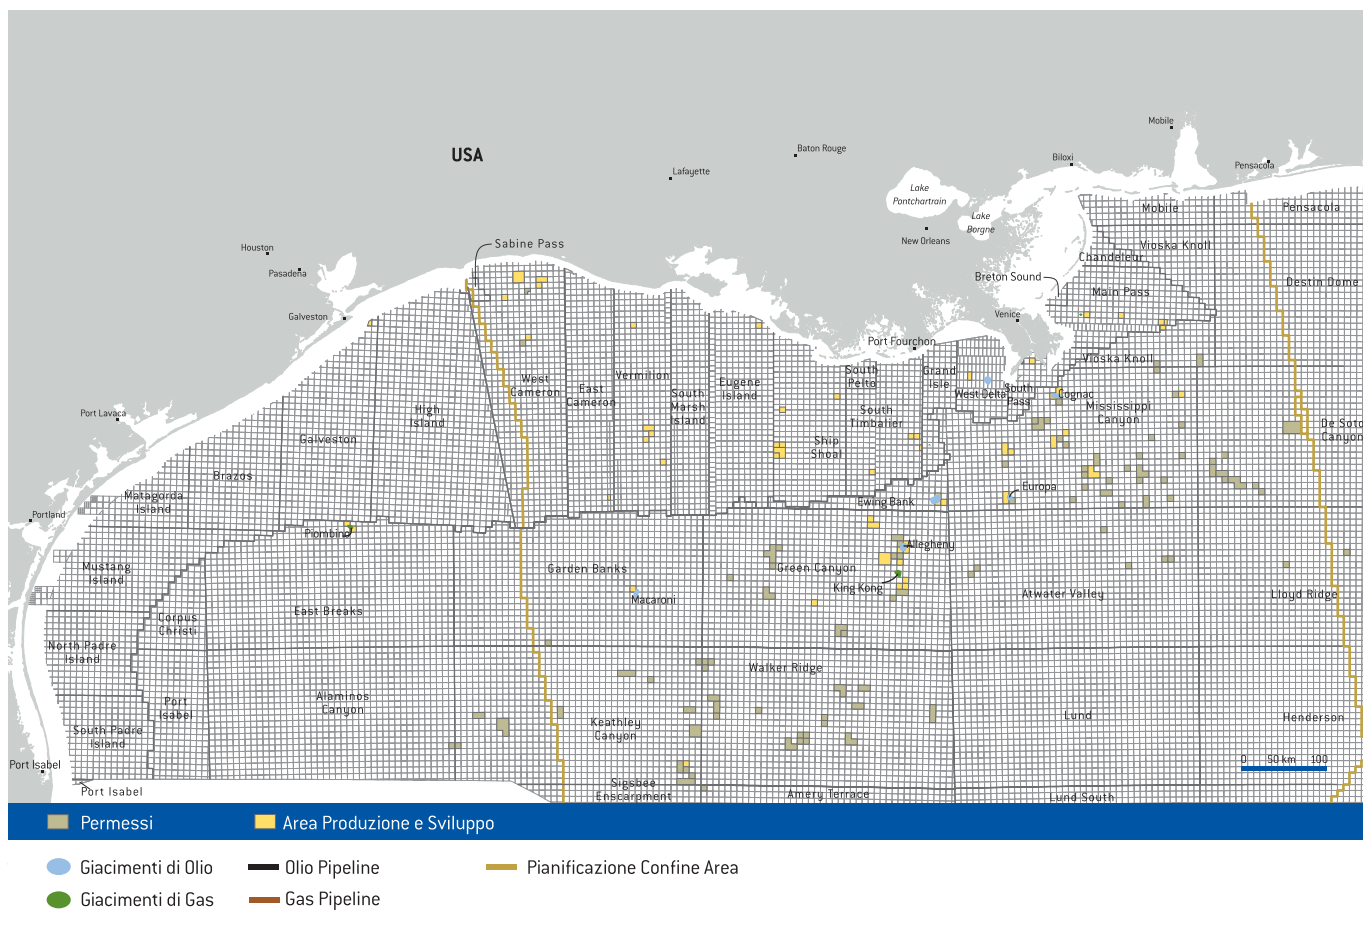 Mobile
USA
Baton Rouge
Biloxi
Pensacola
Lafayette
Lake
Pontchartrain
Lake
Borgne
Mobile
Pensacola
New Orleans
Vioska Knoll
Chandeleur
Houston
Sabine Pass
Pasadena
Breton Sound
Destin Dome
Main Pass
Galveston
Venice
Port Fourchon
Vioska Knoll
South
Pelto
Grand
Isle
West
Cameron
East
Cameron
Vermilion
South
Marsh
Island
Eugene
Island
West Delta
South
Pass
Cognac
Mississippi
Canyon
Port Lavaca
High
Island
South
Timbalier
De Soto
Canyon
Galveston
Ship
Shoal
Brazos
Matagorda
Island
Europa
Ewing Bank
Portland
Piombino
Allegheny
Mustang
Island
Garden Banks
Green Canyon
King Kong
Macaroni
Atwater Valley
Lloyd Ridge
East Breaks
Corpus
Christi
North Padre
Island
Walker Ridge
Alaminos
Canyon
Port
Isabel
Keathley
Canyon
Lund
Henderson
South Padre
Island
Port Isabel
0 50 km 100
Port Isabel
Sigsbee
Enscarpment
Amery Terrace
Lund South
Permessi
Area Produzione e Sviluppo
Giacimenti di Olio
Olio Pipeline
Pianificazione Confine Area
Giacimenti di Gas
Gas Pipeline